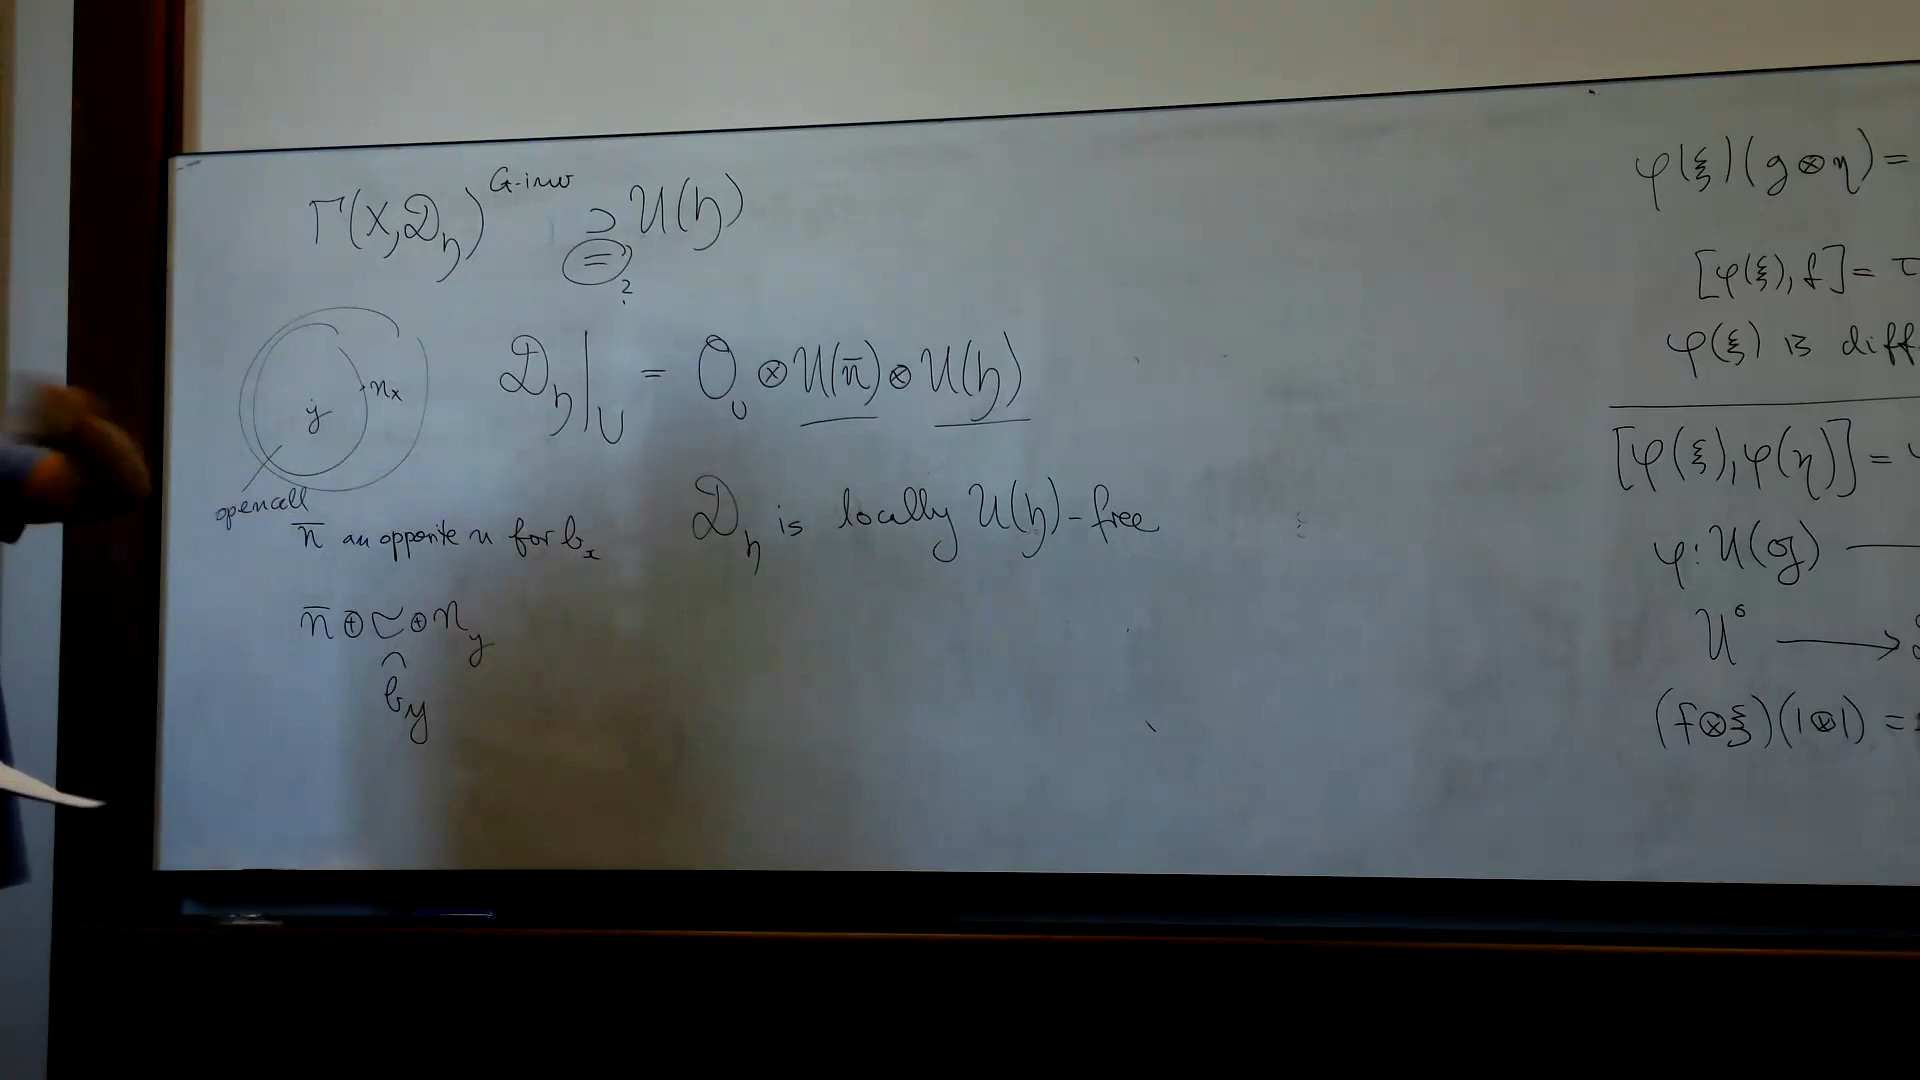 Γ(X, 𝒟_𝔥)^{G-inv} ⊃ 𝒰(𝔥)
= ?
n_x
y
open cell
𝒟_𝔥|_U = 𝒪_U ⊗ 𝒰(n̄) ⊗ 𝒰(𝔥)
n̄ an opposite n for b_x
𝒟_𝔥 is locally 𝒰(𝔥)-free
n̄ ⊕ ⊕ n_y
b_y
φ(ξ)(g⊗η) =
[φ(ξ), f] = τ
φ(ξ) is diff
[φ(ξ), φ(η)] =
φ: 𝒰(𝔤) —
𝒰° →
(f⊗ξ)(1⊗1) =